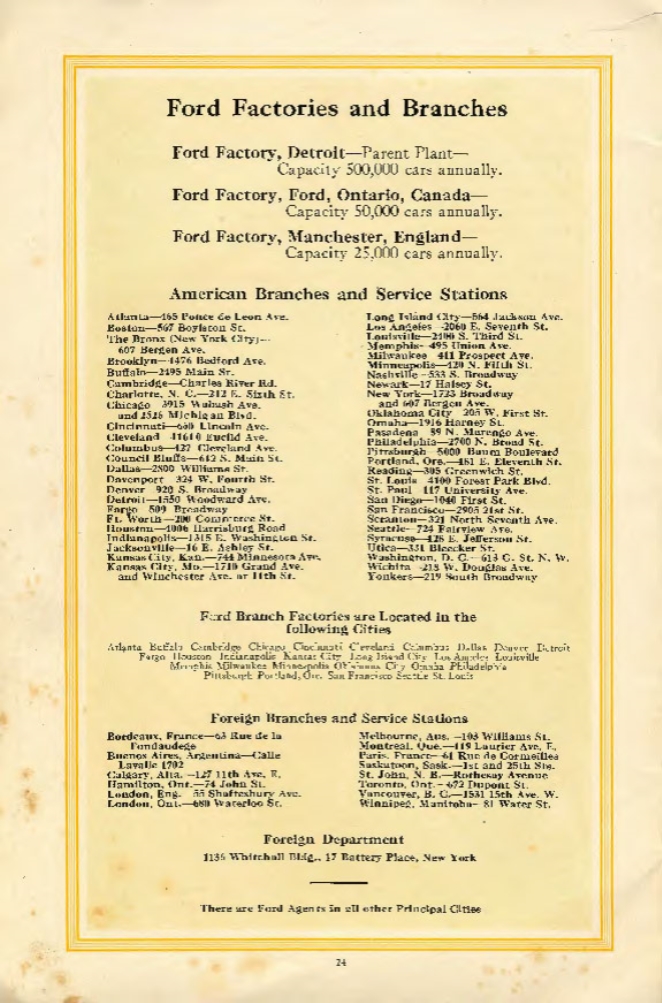 Ford Factories and Branches
Ford Factory, Detroit—Parent Plant—
Capacity 500,000 cars annually.
Ford Factory, Ford, Ontario, Canada—
Capacity 50,000 cars annually.
Ford Factory, Manchester, England—
Capacity 25,000 cars annually.
American Branches and Service Stations
Atlanta—465 Ponce de Leon Ave.
Boston—567 Boylston St.
The Bronx (New York City)—
607 Bergen Ave.
Brooklyn—1476 Bedford Ave.
Buffalo—2495 Main St.
Cambridge—Charles River Rd.
Charlotte, N. C.—212 E. Sixth St.
Chicago—3915 Wabash Ave.
and 1526 Michigan Blvd.
Cincinnati—660 Lincoln Ave.
Cleveland—11610 Euclid Ave.
Columbus—427 Cleveland Ave.
Council Bluffs—612 S. Main St.
Dallas—2800 Williams St.
Davenport—324 W. Fourth St.
Denver—920 S. Broadway
Detroit—1550 Woodward Ave.
Fargo—509 Broadway
Ft. Worth—200 Commerce St.
Houston—4006 Harrisburg Road
Indianapolis—1315 E. Washington St.
Jacksonville—16 E. Ashley St.
Kansas City, Kan.—744 Minnesota Ave.
Kansas City, Mo.—1710 Grand Ave.
and Winchester Ave. at 11th St.
Long Island City—564 Jackson Ave.
Los Angeles—2060 E. Seventh St.
Louisville—2400 S. Third St.
Memphis—495 Union Ave.
Milwaukee—411 Prospect Ave.
Minneapolis—420 N. Fifth St.
Nashville—533 S. Broadway
Newark—17 Halsey St.
New York—1723 Broadway
and 607 Bergen Ave.
Oklahoma City—205 W. First St.
Omaha—1916 Harney St.
Pasadena—89 N. Marengo Ave.
Philadelphia—2700 N. Broad St.
Pittsburgh—5000 Baum Boulevard
Portland, Ore.—481 E. Eleventh St.
Reading—305 Greenwich St.
St. Louis—4100 Forest Park Blvd.
St. Paul—117 University Ave.
San Diego—1040 First St.
San Francisco—2905 21st St.
Scranton—321 North Seventh Ave.
Seattle—724 Fairview Ave.
Syracuse—428 E. Jefferson St.
Utica—331 Bleecker St.
Washington, D. C.—613 G. St. N. W.
Wichita—213 W. Douglas Ave.
Yonkers—219 South Broadway
Ford Branch Factories are Located in the
following Cities
Atlanta Buffalo Cambridge Chicago Cincinnati Cleveland Columbus Dallas Denver Detroit
Fargo Houston Indianapolis Kansas City Long Island City Los Angeles Louisville
Memphis Milwaukee Minneapolis Oklahoma City Omaha Philadelphia
Pittsburgh Portland, Ore. San Francisco Seattle St. Louis
Foreign Branches and Service Stations
Bordeaux, France—63 Rue de la
Fondaudege
Buenos Aires, Argentina—Calle
Lavalle 1702
Calgary, Alta.—127 11th Ave. E.
Hamilton, Ont.—74 John St.
London, Eng.—55 Shaftesbury Ave.
London, Ont.—680 Waterloo St.
Melbourne, Aus.—103 Williams St.
Montreal, Que.—119 Laurier Ave. E.
Paris, France—61 Rue de Cormeilles
Saskatoon, Sask.—1st and 25th Sts.
St. John, N. B.—Rothesay Avenue
Toronto, Ont.—672 Dupont St.
Vancouver, B. C.—1531 15th Ave. W.
Winnipeg, Manitoba—81 Water St.
Foreign Department
1136 Whitehall Bldg., 17 Battery Place, New York
There are Ford Agents in all other Principal Cities
24